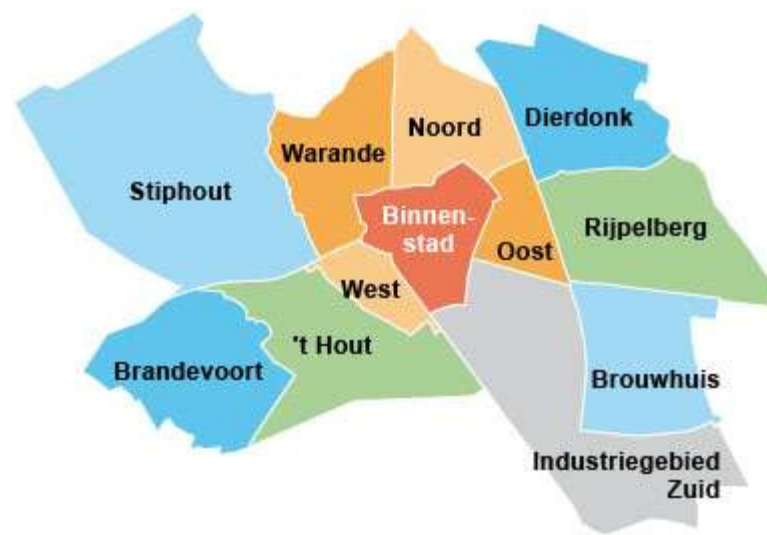 Noord
Dierdonk
Warande
Stiphout
Binnen-
stad
Rijpelberg
Oost
West
't Hout
Brandevoort
Brouwhuis
Industriegebied
Zuid